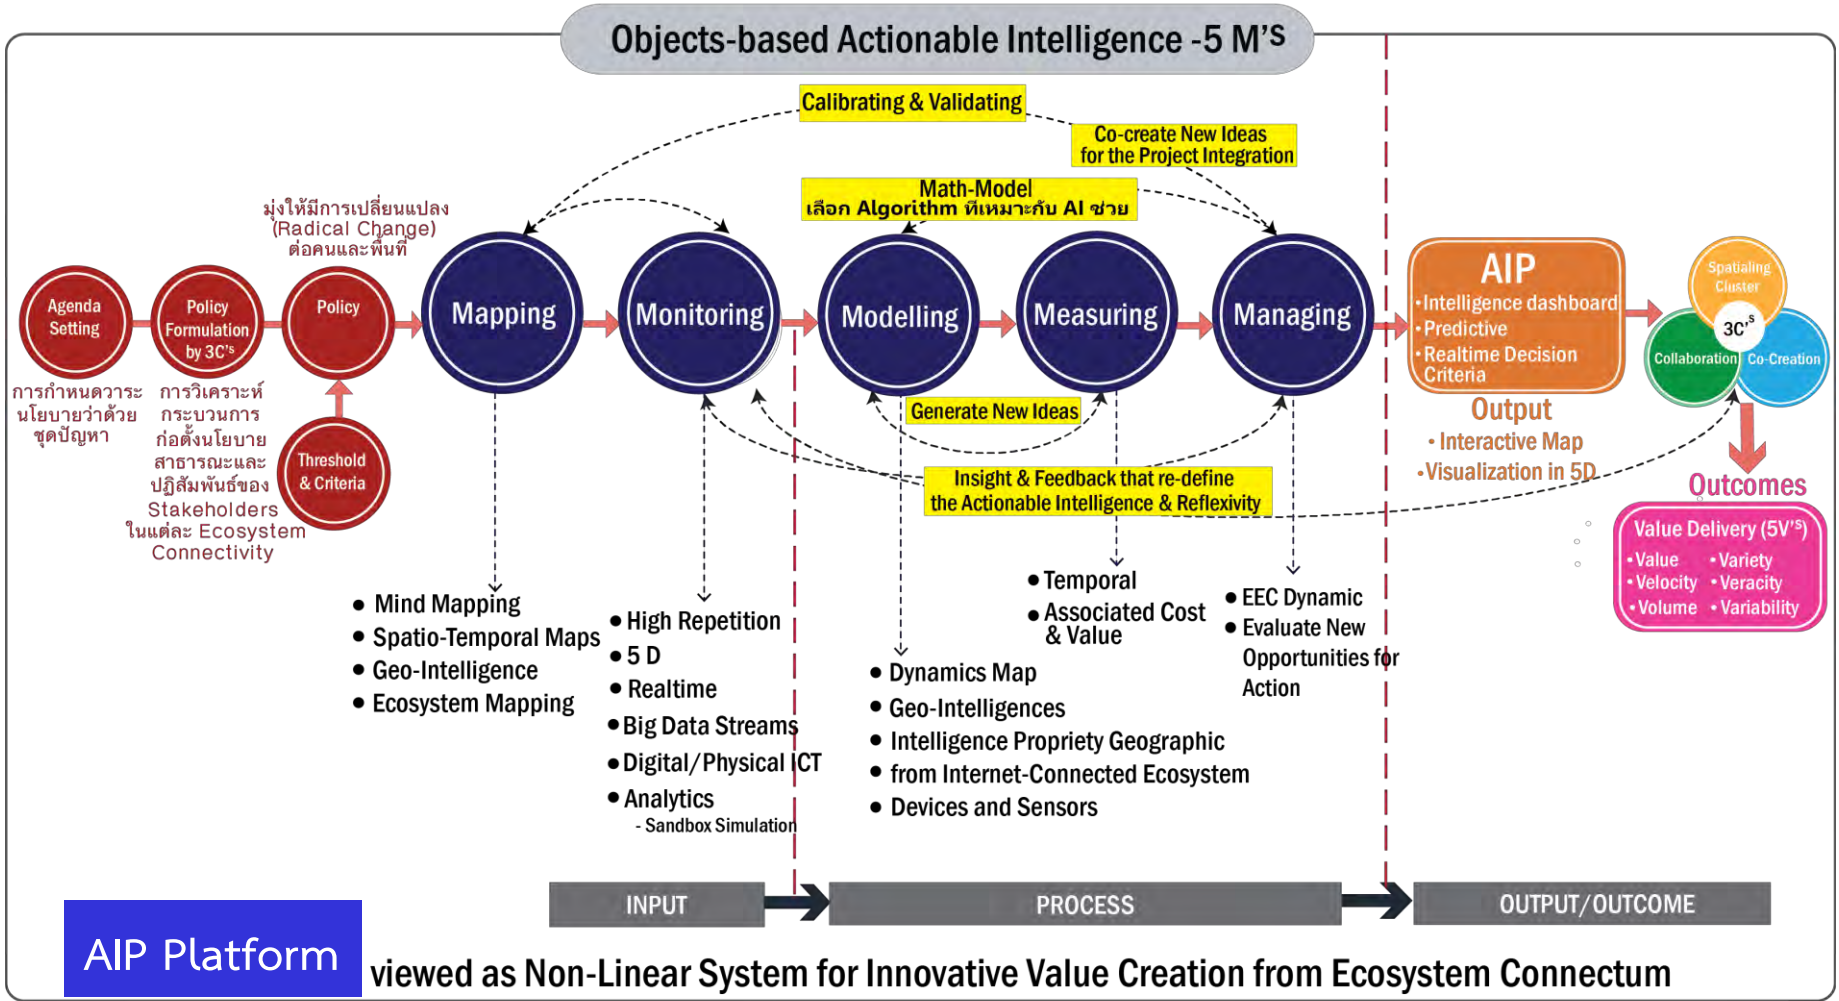 Objects-based Actionable Intelligence -5 M'S
Calibrating & Validating
Co-create New Ideas
for the Project Integration
Math-Model
เลือก Algorithm ที่เหมาะกับ AI ช่วย
มุ่งให้มีการเปลี่ยนแปลง
(Radical Change)
ต่อคนและพื้นที่
Agenda
Setting
Policy
Formulation
by 3C's
Policy
Mapping
Monitoring
Modelling
Measuring
Managing
AIP
•Intelligence dashboard
•Predictive
•Realtime Decision
Criteria
Spatialing
Cluster
3C'S
Collaboration
Co-Creation
การกำหนดวาระ
นโยบายว่าด้วย
ชุดปัญหา
การวิเคราะห์
กระบวนการ
ก่อตั้งนโยบาย
สาธารณะและ
ปฏิสัมพันธ์ของ
Stakeholders
ในแต่ละ Ecosystem
Connectivity
Threshold
& Criteria
Generate New Ideas
Insight & Feedback that re-define
the Actionable Intelligence & Reflexivity
Output
• Interactive Map
•Visualization in 5D
Outcomes
Value Delivery (5V'S)
•Value
•Variety
•Velocity
•Veracity
•Volume
•Variability
● Mind Mapping
● Spatio-Temporal Maps
● Geo-Intelligence
● Ecosystem Mapping
● High Repetition
● 5 D
● Realtime
● Big Data Streams
● Digital/Physical ICT
● Analytics
- Sandbox Simulation
● Dynamics Map
● Geo-Intelligences
● Intelligence Propriety Geographic
● from Internet-Connected Ecosystem
● Devices and Sensors
● Temporal
● Associated Cost
& Value
● EEC Dynamic
● Evaluate New
Opportunities for
Action
INPUT
PROCESS
OUTPUT/OUTCOME
AIP Platform
viewed as Non-Linear System for Innovative Value Creation from Ecosystem Connectum